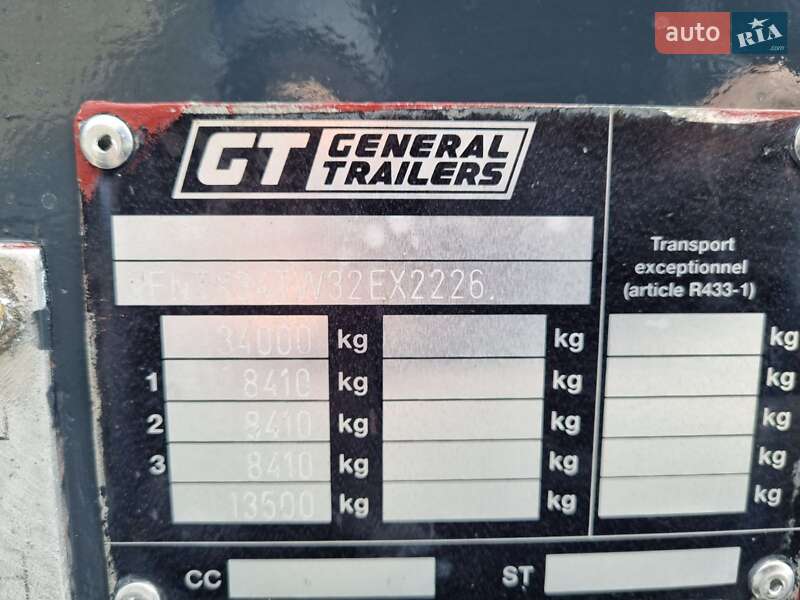 auto RIA .com
GT GENERAL TRAILERS
W32EX2226.
Transport
exceptionnel
(article R433-1)
34000 kg kg kg
1 8410 kg kg kg
2 8410 kg kg kg
3 8410 kg kg kg
13500 kg kg kg
CC ST